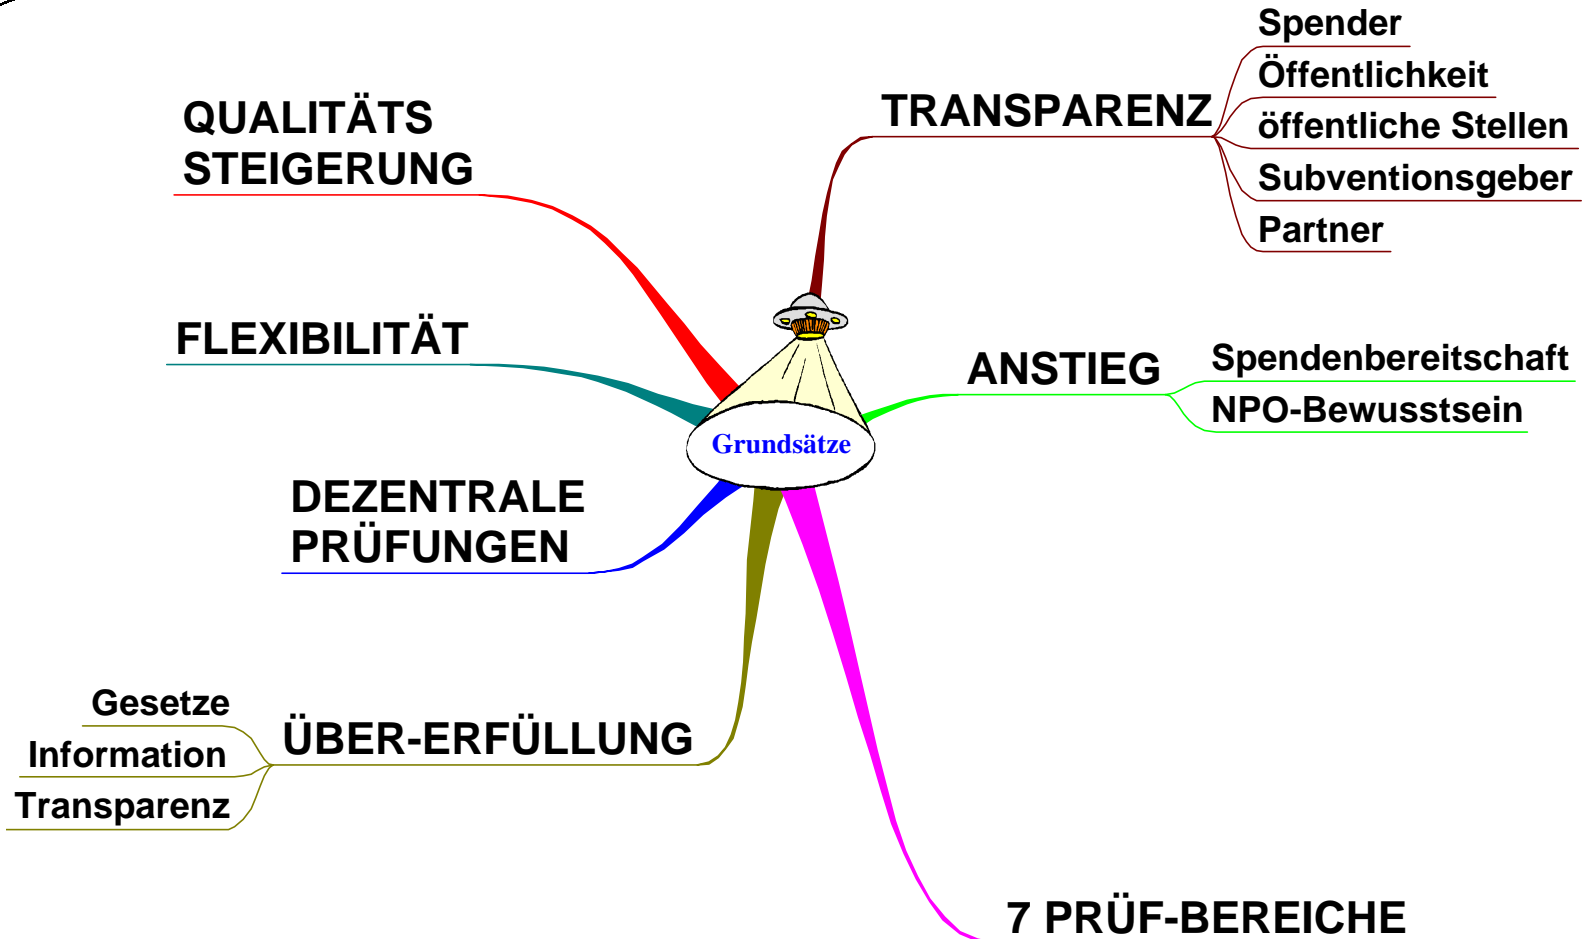 Spender
Öffentlichkeit
TRANSPARENZ
öffentliche Stellen
Subventionsgeber
Partner
QUALITÄTS
STEIGERUNG
FLEXIBILITÄT
ANSTIEG
Spendenbereitschaft
NPO-Bewusstsein
Grundsätze
DEZENTRALE
PRÜFUNGEN
ÜBER-ERFÜLLUNG
Gesetze
Information
Transparenz
7 PRÜF-BEREICHE